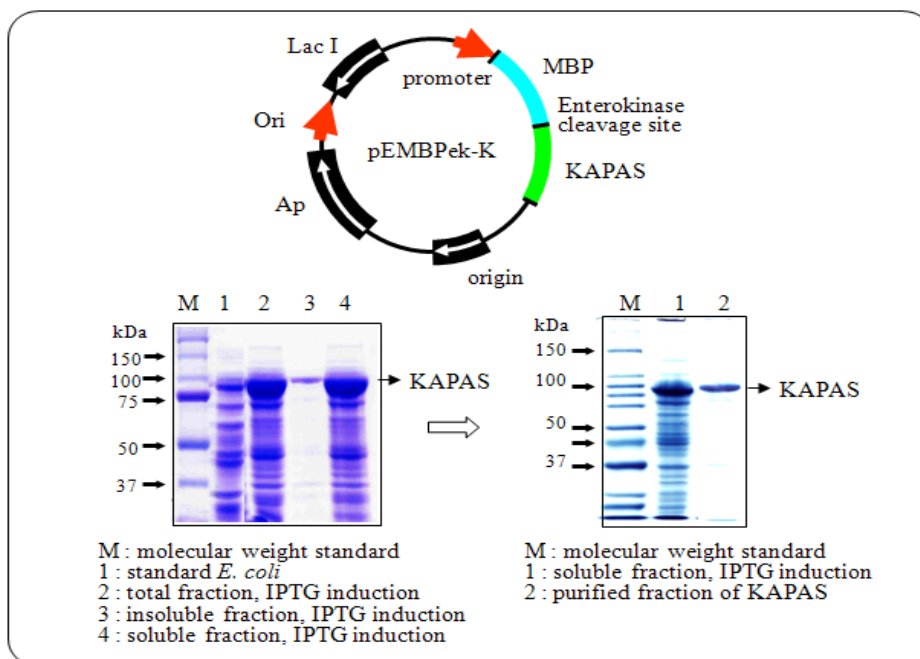 Lac I
promoter
MBP
Enterokinase
cleavage site
Ori
pEMBPek-K
KAPAS
Ap
origin
M 1 2 3 4
kDa
150
100
75
50
37
KAPAS
M : molecular weight standard
1 : standard E. coli
2 : total fraction, IPTG induction
3 : insoluble fraction, IPTG induction
4 : soluble fraction, IPTG induction
M 1 2
kDa
150
100
50
37
KAPAS
M : molecular weight standard
1 : soluble fraction, IPTG induction
2 : purified fraction of KAPAS